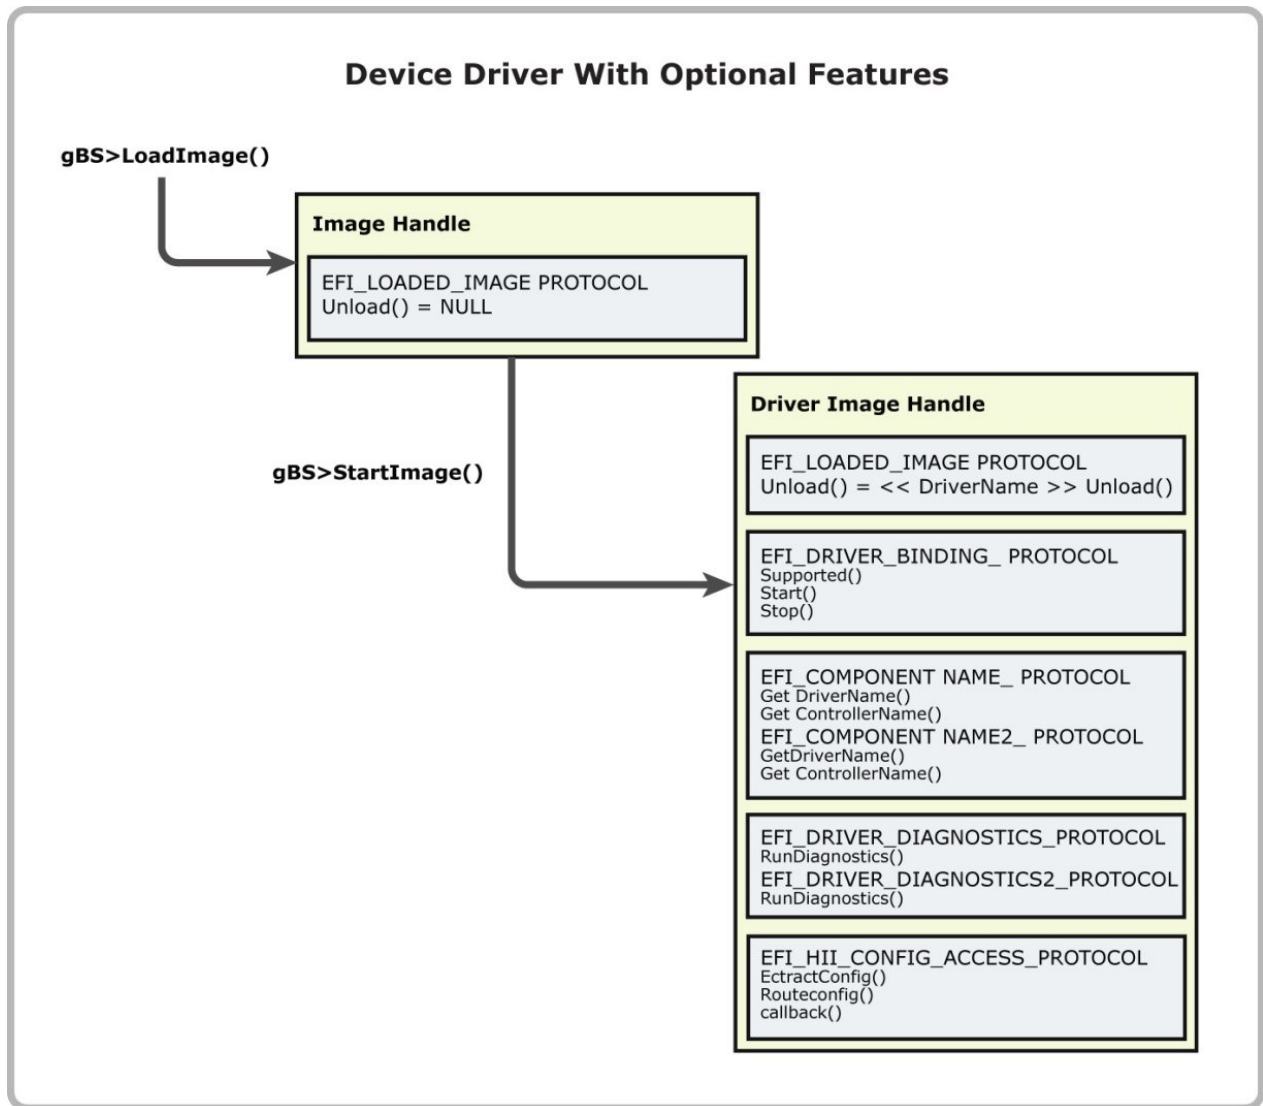 Device Driver With Optional Features
gBS>LoadImage()
Image Handle
EFI_LOADED_IMAGE PROTOCOL
Unload() = NULL
gBS>StartImage()
Driver Image Handle
EFI_LOADED_IMAGE PROTOCOL
Unload() = << DriverName >> Unload()
EFI_DRIVER_BINDING_ PROTOCOL
Supported()
Start()
Stop()
EFI_COMPONENT NAME_ PROTOCOL
Get DriverName()
Get ControllerName()
EFI_COMPONENT NAME2_ PROTOCOL
GetDriverName()
Get ControllerName()
EFI_DRIVER_DIAGNOSTICS_PROTOCOL
RunDiagnostics()
EFI_DRIVER_DIAGNOSTICS2_PROTOCOL
RunDiagnostics()
EFI_HII_CONFIG_ACCESS_PROTOCOL
EctractConfig()
Routeconfig()
callback()